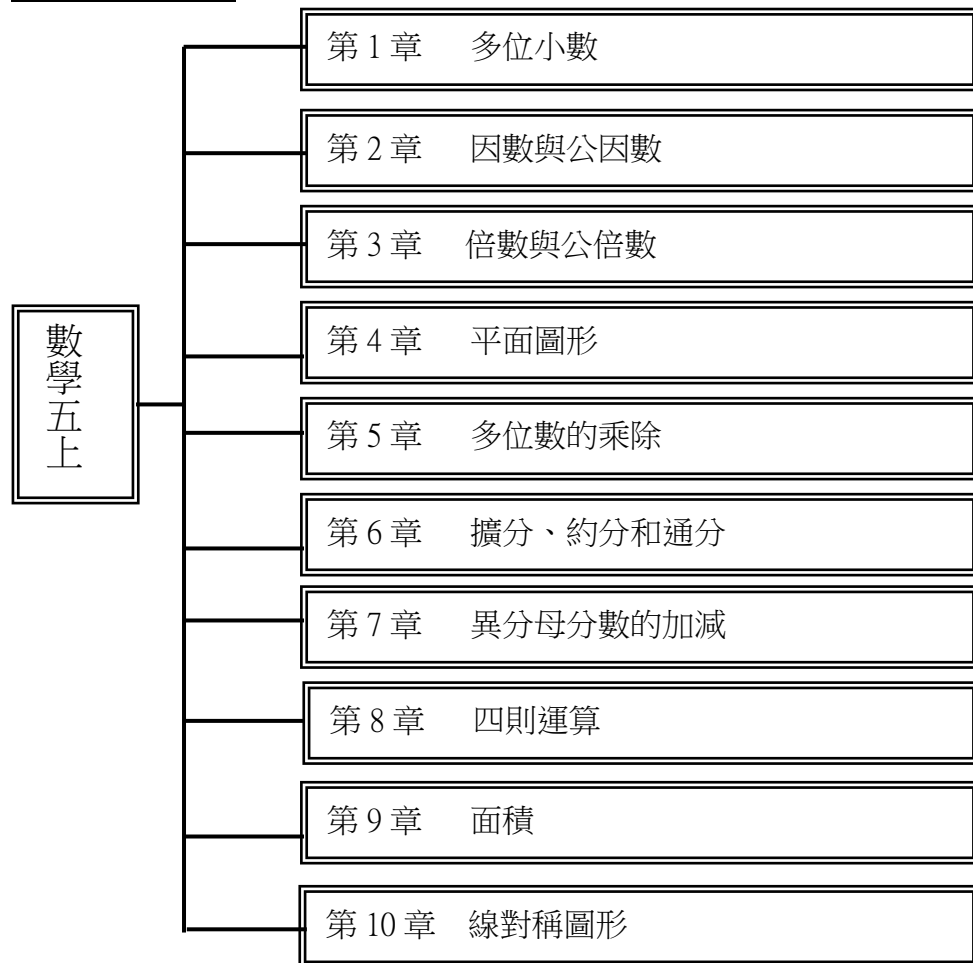 第 1 章 多位小數
第 2 章 因數與公因數
第 3 章 倍數與公倍數
第 4 章 平面圖形
數學五上
第 5 章 多位數的乘除
第 6 章 擴分、約分和通分
第 7 章 異分母分數的加減
第 8 章 四則運算
第 9 章 面積
第 10 章 線對稱圖形